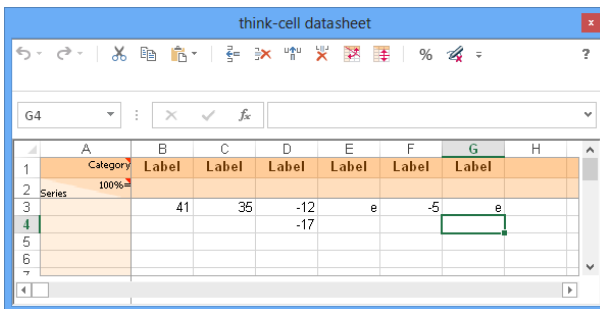 think-cell datasheet
x
% ?
G4 fx
A B C D E F G H
1 Category Label Label Label Label Label Label
2 Series 100%=
3 41 35 -12 e -5 e
4 -17
5
6
7